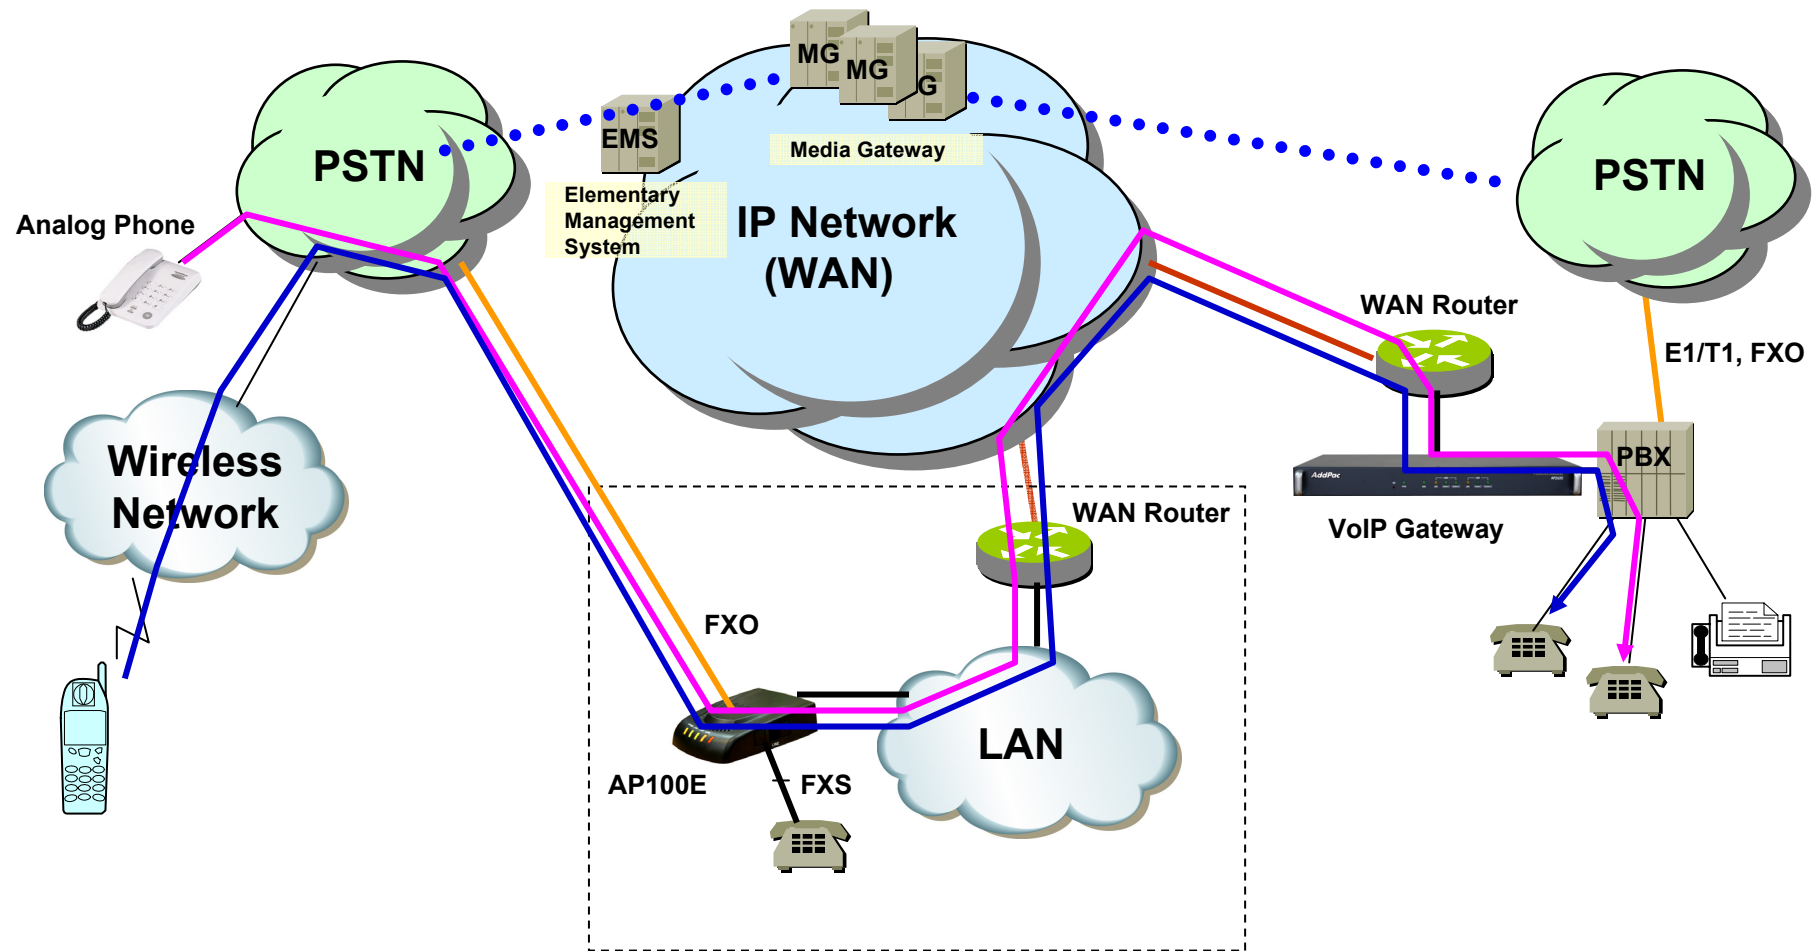 MG
MG
G
EMS
Media Gateway
PSTN
PSTN
Elementary
Management
System
IP Network
(WAN)
Analog Phone
WAN Router
E1/T1, FXO
Wireless
Network
PBX
AddPac
VoIP Gateway
WAN Router
FXO
LAN
AP100E
FXS